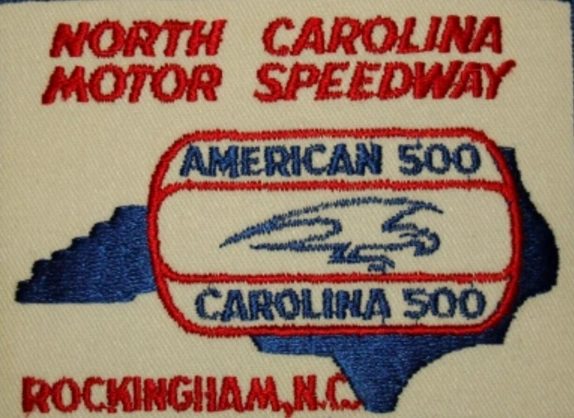 NORTH CAROLINA
MOTOR SPEEDWAY
AMERICAN 500
CAROLINA 500
ROCKINGHAM, N.C.